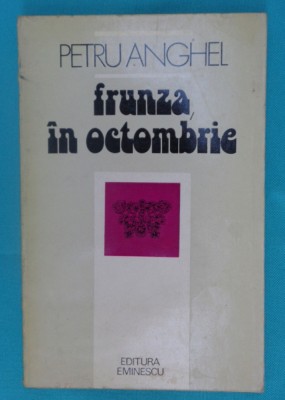 PETRU ANGHEL
frunza,
în octombrie
EDITURA
EMINESCU